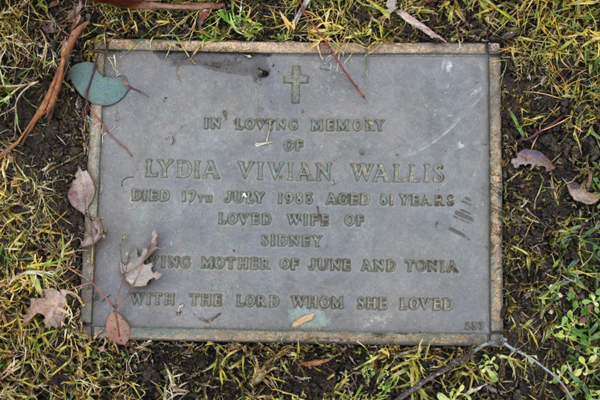 IN LOVING MEMORY
OF
LYDIA VIVIAN WALLIS
DIED 17TH JULY 1983 AGED 81 YEARS
LOVED WIFE OF
SIDNEY
MOTHER OF JUNE AND TONIA
WITH THE LORD WHOM SHE LOVED